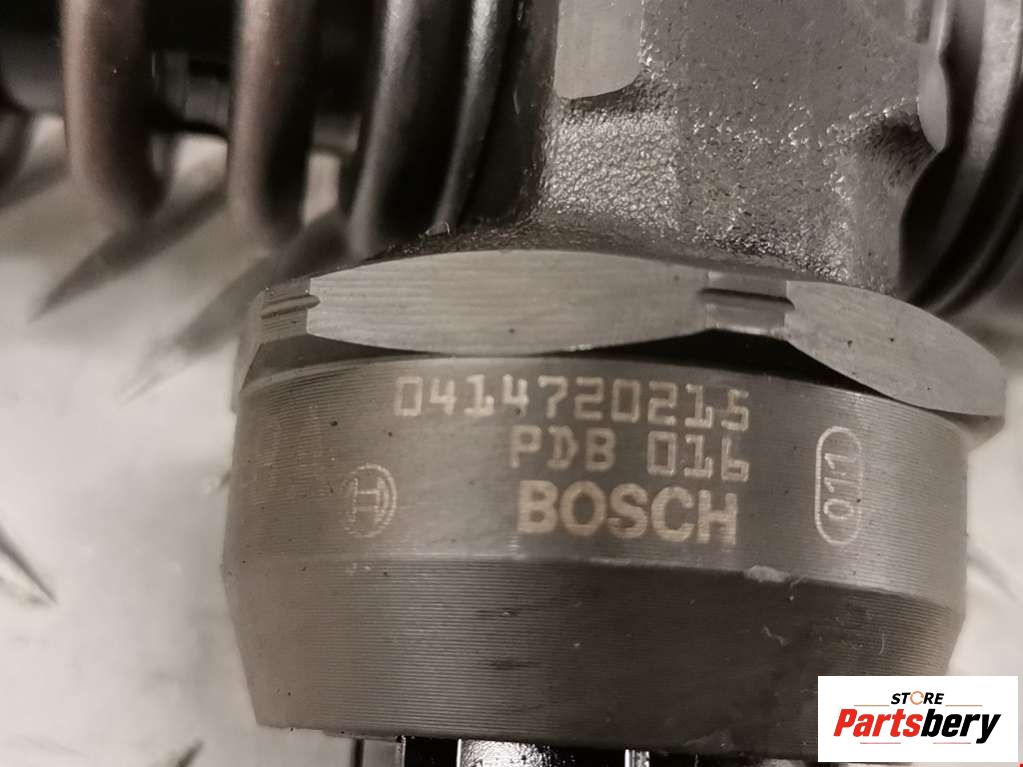 0414720215
PDB 016
BOSCH
011
STORE
Partsbery